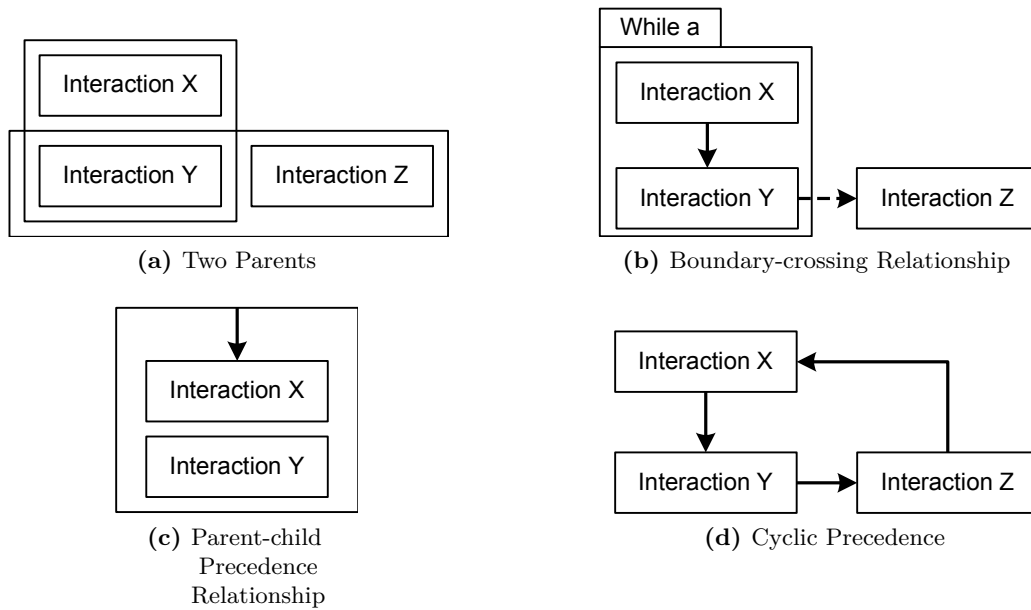 Interaction X
Interaction Y
Interaction Z
(a) Two Parents
While a
Interaction X
Interaction Y
Interaction Z
(b) Boundary-crossing Relationship
Interaction X
Interaction Y
(c) Parent-child
Precedence
Relationship
Interaction X
Interaction Y
Interaction Z
(d) Cyclic Precedence